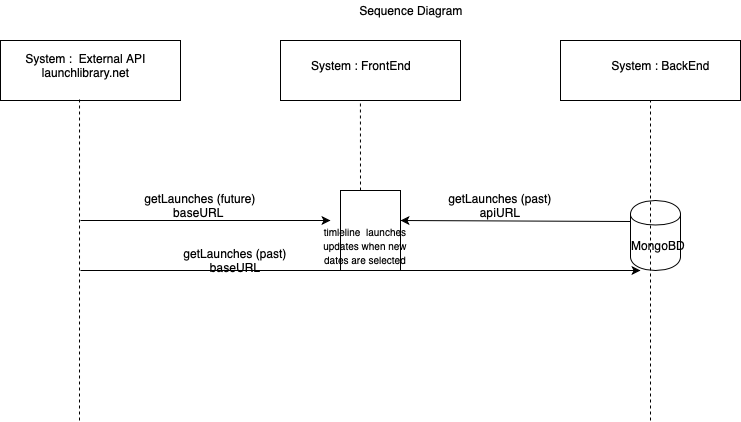 Sequence Diagram
System :  External API
launchlibrary.net
System : FrontEnd
System : BackEnd
getLaunches (future)
baseURL
getLaunches (past)
apiURL
timleline  launches
updates when new
dates are selected
MongoBD
getLaunches (past)
baseURL